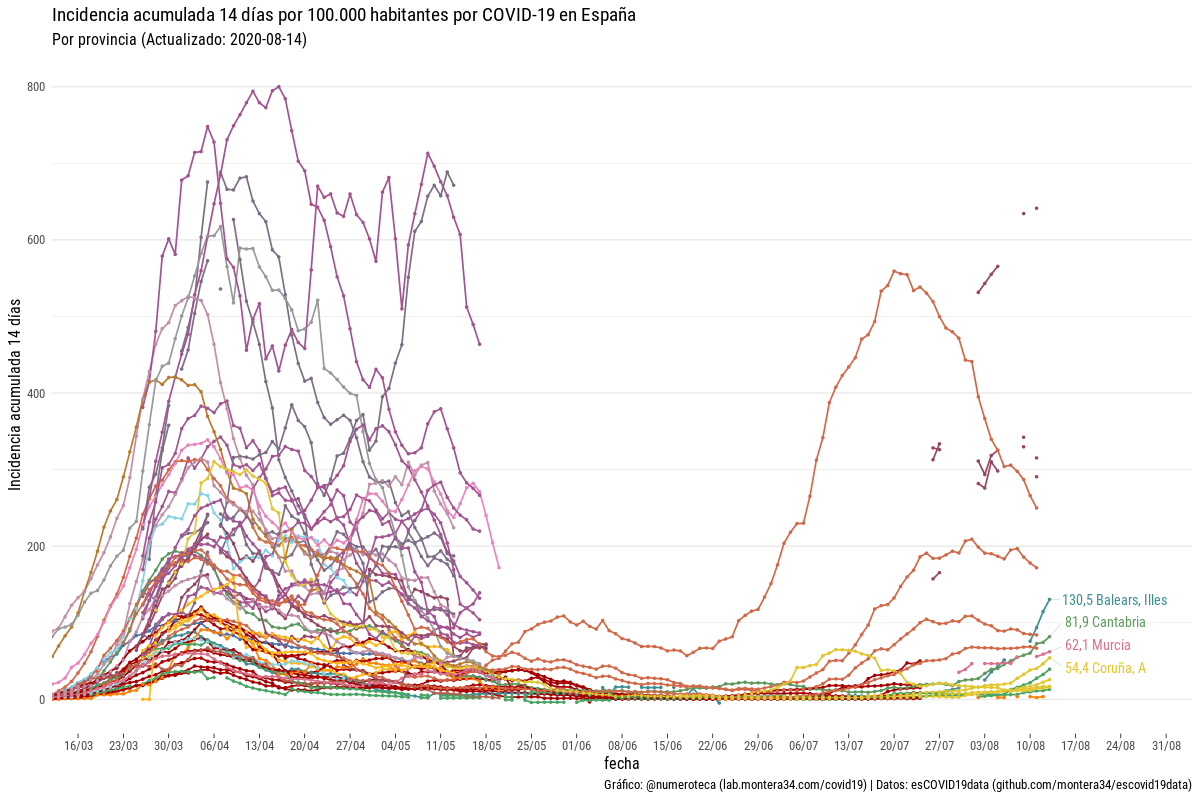 Incidencia acumulada 14 días por 100.000 habitantes por COVID-19 en España
Por provincia (Actualizado: 2020-08-14)
Incidencia acumulada 14 días
800
600
400
200
0
130,5 Balears, Illes
81,9 Cantabria
62,1 Murcia
54,4 Coruña, A
16/03 23/03 30/03 06/04 13/04 20/04 27/04 04/05 11/05 18/05 25/05 01/06 08/06 15/06 22/06 29/06 06/07 13/07 20/07 27/07 03/08 10/08 17/08 24/08 31/08
fecha
Gráfico: @numeroteca (lab.montera34.com/covid19) | Datos: esCOVID19data (github.com/montera34/escovid19data)